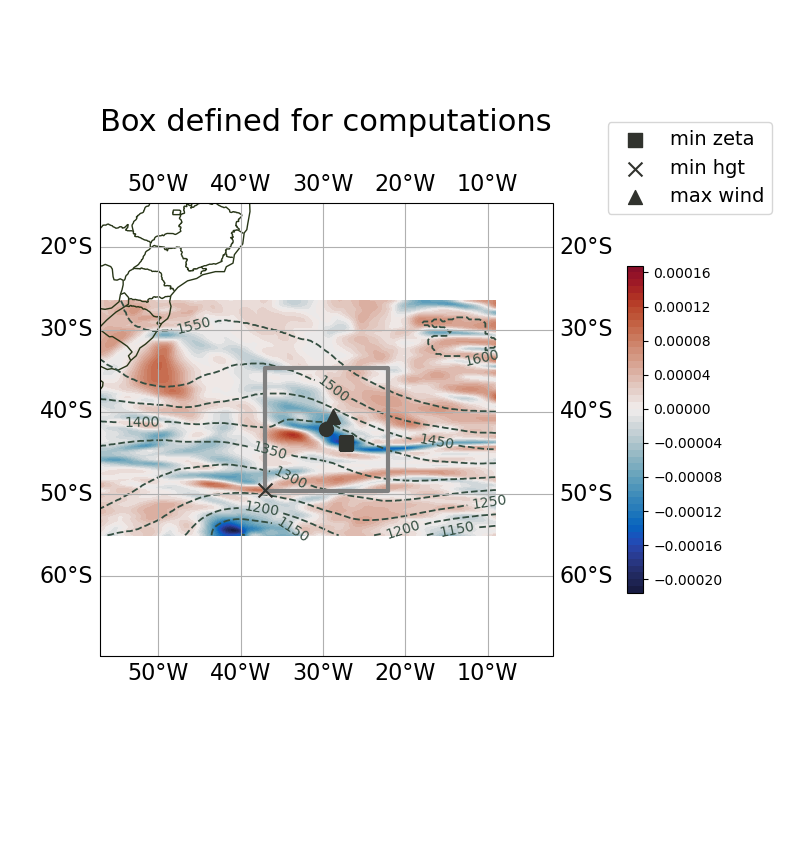 Box defined for computations
min zeta
min hgt
max wind
50°W 40°W 30°W 20°W 10°W
20°S 20°S
30°S 30°S
40°S 40°S
50°S 50°S
60°S 60°S
50°W 40°W 30°W 20°W 10°W
1550
1600
1500
1400
1450
1350
1300
1250
1200
1150
1200
1150
0.00016
0.00012
0.00008
0.00004
0.00000
−0.00004
−0.00008
−0.00012
−0.00016
−0.00020